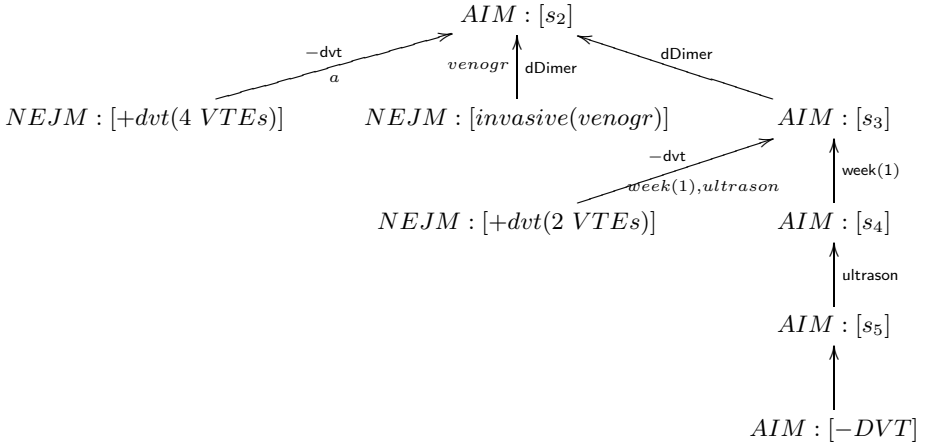 AIM : [s₂]
−dvt
a
venogr
dDimer
dDimer
NEJM : [+dvt(4 VTEs)]
NEJM : [invasive(venogr)]
AIM : [s₃]
−dvt
week(1),ultrason
week(1)
NEJM : [+dvt(2 VTEs)]
AIM : [s₄]
ultrason
AIM : [s₅]
AIM : [−DVT]